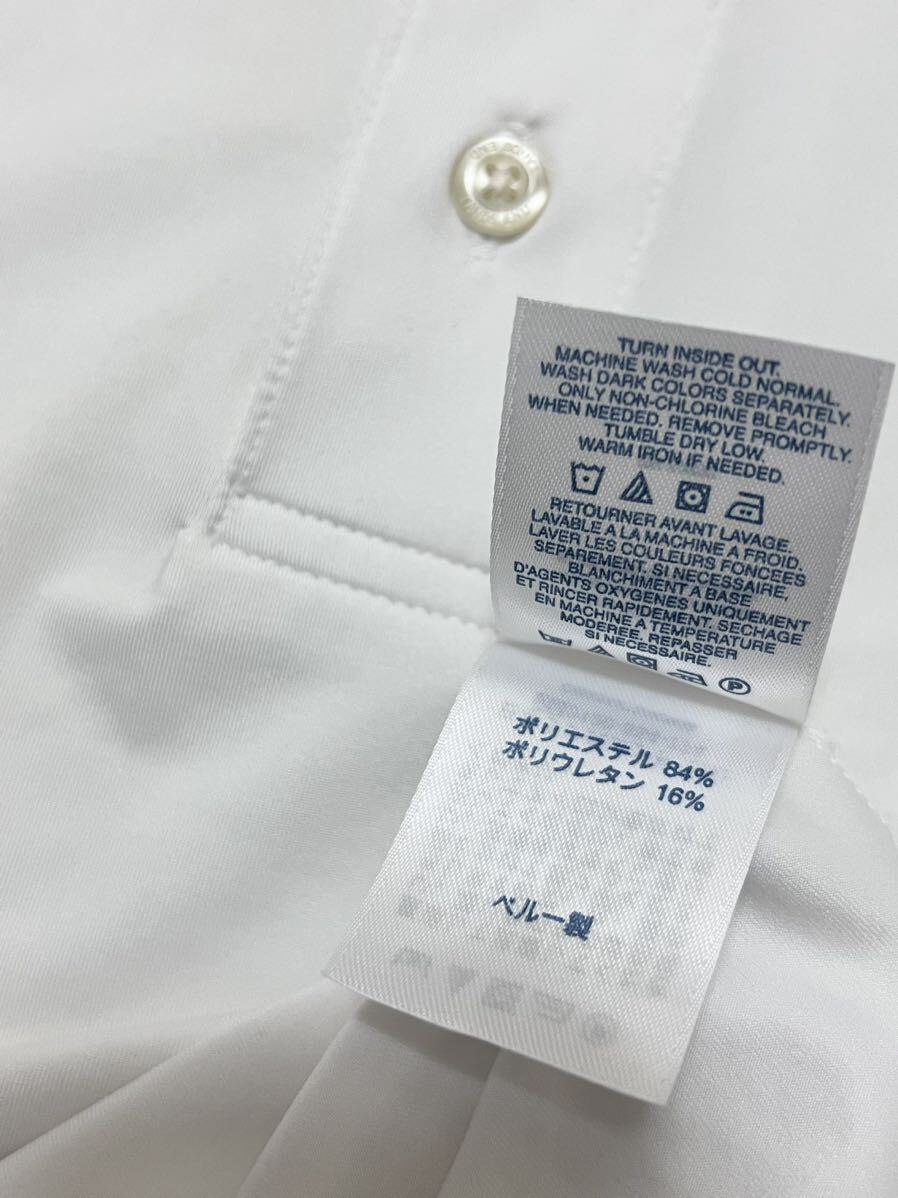 TURN INSIDE OUT.
MACHINE WASH COLD NORMAL.
WASH DARK COLORS SEPARATELY.
ONLY NON-CHLORINE BLEACH
WHEN NEEDED. REMOVE PROMPTLY.
TUMBLE DRY LOW.
WARM IRON IF NEEDED.
RETOURNER AVANT LAVAGE.
LAVABLE A LA MACHINE A FROID.
LAVER LES COULEURS FONCEES
SEPAREMENT. SI NECESSAIRE,
BLANCHIMENT A BASE
D'AGENTS OXYGENES UNIQUEMENT
ET RINCER RAPIDEMENT. SECHAGE
EN MACHINE A TEMPERATURE
MODEREE. REPASSER
SI NECESSAIRE.
P
ポリエステル 84%
ポリウレタン 16%
ペルー製